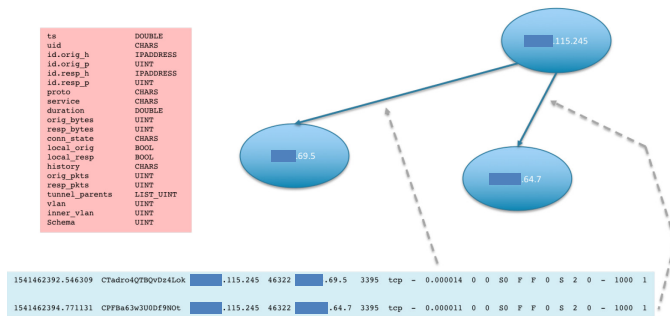 ts DOUBLE
uid CHARS
id.orig_h IPADDRESS
id.orig_p UINT
id.resp_h IPADDRESS
id.resp_p UINT
proto CHARS
service CHARS
duration DOUBLE
orig_bytes UINT
resp_bytes UINT
conn_state CHARS
local_orig BOOL
local_resp BOOL
history CHARS
orig_pkts UINT
resp_pkts UINT
tunnel_parents LIST_UINT
vlan UINT
inner_vlan UINT
Schema UINT
.115.245
.69.5
.64.7
1541462392.546309 CTadro4QTBQvDz4Lok .115.245 46322 .69.5 3395 tcp - 0.000014 0 0 S0 F F 0 S 2 0 - 1000 1
1541462394.771131 CPFBa63w3U0Df9NOt .115.245 46322 .64.7 3395 tcp - 0.000011 0 0 S0 F F 0 S 2 0 - 1000 1